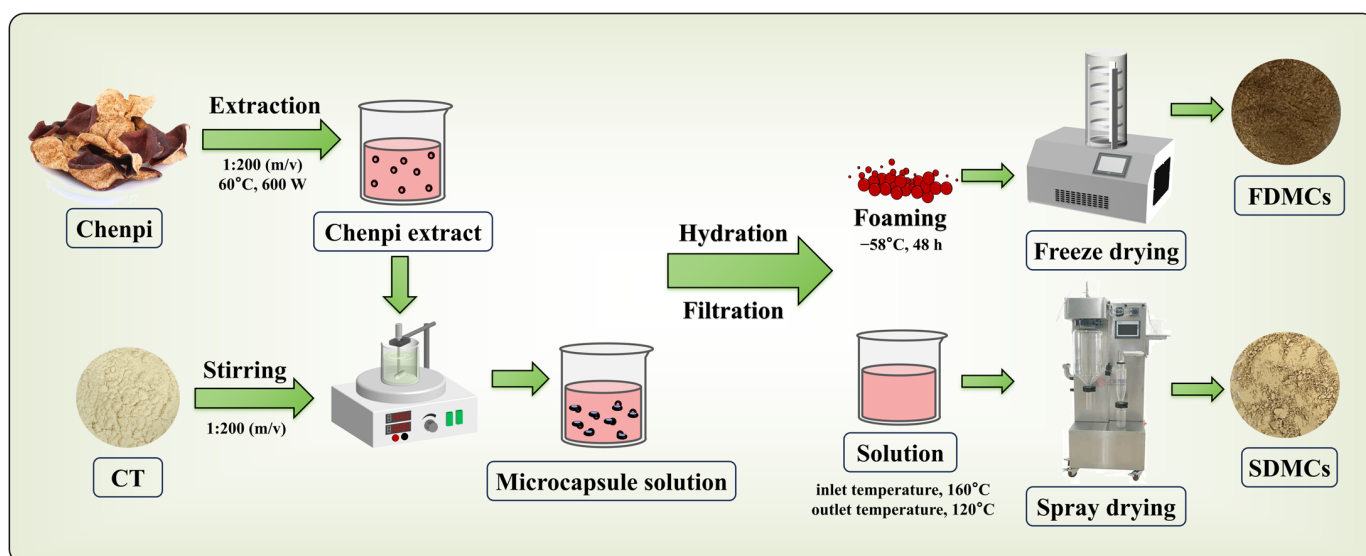 Extraction
1:200 (m/v)
60°C, 600 W
Chenpi
Chenpi extract
Stirring
1:200 (m/v)
CT
Microcapsule solution
Hydration
Filtration
Foaming
−58°C, 48 h
Freeze drying
FDMCs
Solution
inlet temperature, 160°C
outlet temperature, 120°C
Spray drying
SDMCs